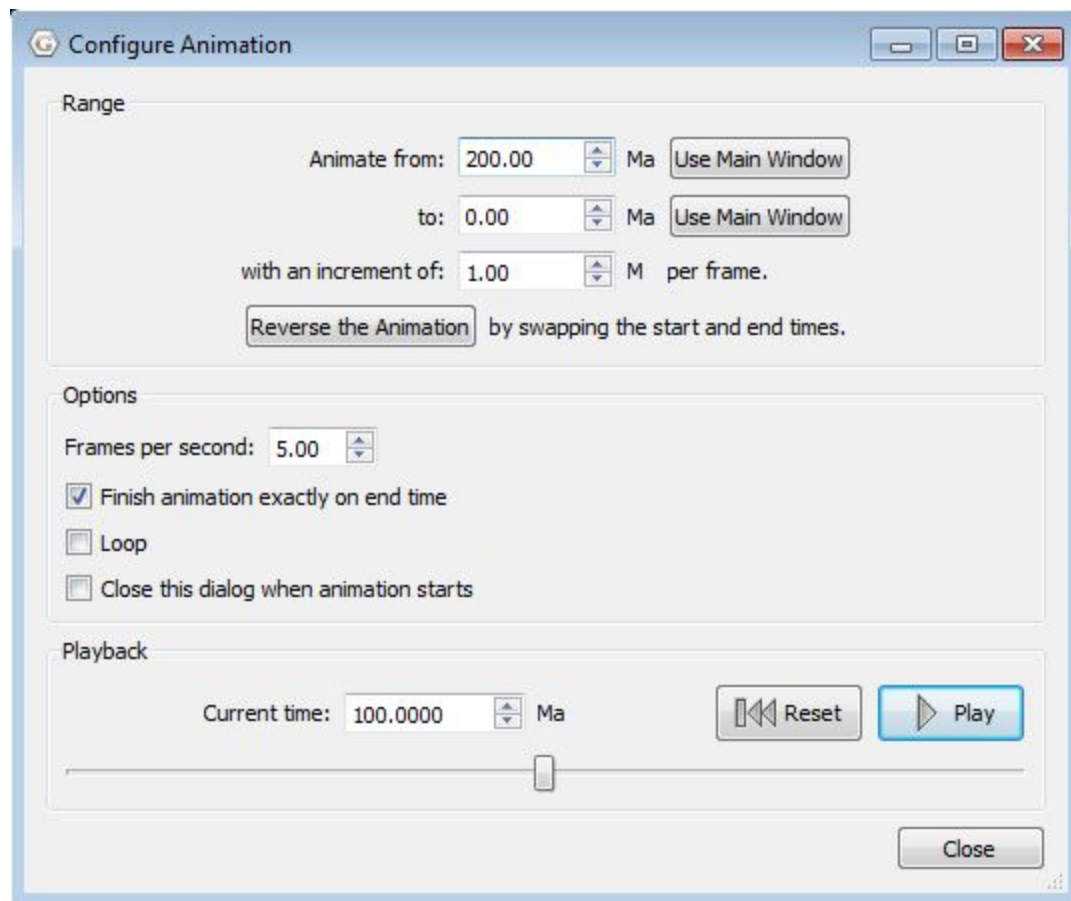 Configure Animation
Range
Animate from: 200.00 Ma Use Main Window
to: 0.00 Ma Use Main Window
with an increment of: 1.00 M per frame.
Reverse the Animation by swapping the start and end times.
Options
Frames per second: 5.00
Finish animation exactly on end time
Loop
Close this dialog when animation starts
Playback
Current time: 100.0000 Ma Reset Play
Close